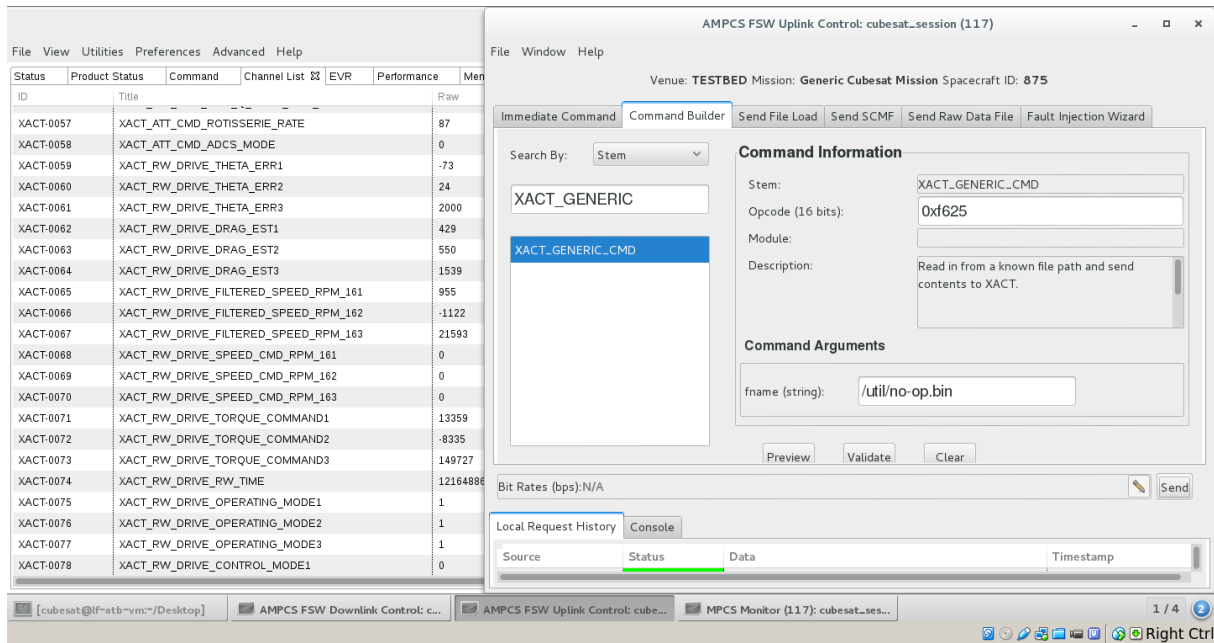 AMPCS FSW Uplink Control: cubesat_session (117)
File View Utilities Preferences Advanced Help
Status Product Status Command Channel List EVR Performance
ID Title Raw
XACT-0057 XACT_ATT_CMD_ROTISSERIE_RATE 87
XACT-0058 XACT_ATT_CMD_ADCS_MODE 0
XACT-0059 XACT_RW_DRIVE_THETA_ERR1 -73
XACT-0060 XACT_RW_DRIVE_THETA_ERR2 24
XACT-0061 XACT_RW_DRIVE_THETA_ERR3 2000
XACT-0062 XACT_RW_DRIVE_DRAG_EST1 429
XACT-0063 XACT_RW_DRIVE_DRAG_EST2 550
XACT-0064 XACT_RW_DRIVE_DRAG_EST3 1539
XACT-0065 XACT_RW_DRIVE_FILTERED_SPEED_RPM_161 955
XACT-0066 XACT_RW_DRIVE_FILTERED_SPEED_RPM_162 -1122
XACT-0067 XACT_RW_DRIVE_FILTERED_SPEED_RPM_163 21593
XACT-0068 XACT_RW_DRIVE_SPEED_CMD_RPM_161 0
XACT-0069 XACT_RW_DRIVE_SPEED_CMD_RPM_162 0
XACT-0070 XACT_RW_DRIVE_SPEED_CMD_RPM_163 0
XACT-0071 XACT_RW_DRIVE_TORQUE_COMMAND1 13359
XACT-0072 XACT_RW_DRIVE_TORQUE_COMMAND2 -8335
XACT-0073 XACT_RW_DRIVE_TORQUE_COMMAND3 149727
XACT-0074 XACT_RW_DRIVE_RW_TIME 12164886
XACT-0075 XACT_RW_DRIVE_OPERATING_MODE1 1
XACT-0076 XACT_RW_DRIVE_OPERATING_MODE2 1
XACT-0077 XACT_RW_DRIVE_OPERATING_MODE3 1
XACT-0078 XACT_RW_DRIVE_CONTROL_MODE1 0
File Window Help
Venue: TESTBED Mission: Generic Cubesat Mission Spacecraft ID: 875
Immediate Command Command Builder Send File Load Send SCMF Send Raw Data File Fault Injection Wizard
Search By: Stem
XACT_GENERIC
XACT_GENERIC_CMD
Command Information
Stem: XACT_GENERIC_CMD
Opcode (16 bits): 0xf625
Module:
Description: Read in from a known file path and send
contents to XACT.
Command Arguments
fname (string): /util/no-op.bin
Preview Validate Clear
Bit Rates (bps):N/A Send
Local Request History Console
Source Status Data Timestamp
[cubesat@lf-atb-vm:~/Desktop] AMPCS FSW Downlink Control: c... AMPCS FSW Uplink Control: cube... MPCS Monitor (117): cubesat_ses... 1 / 4 2
Right Ctrl